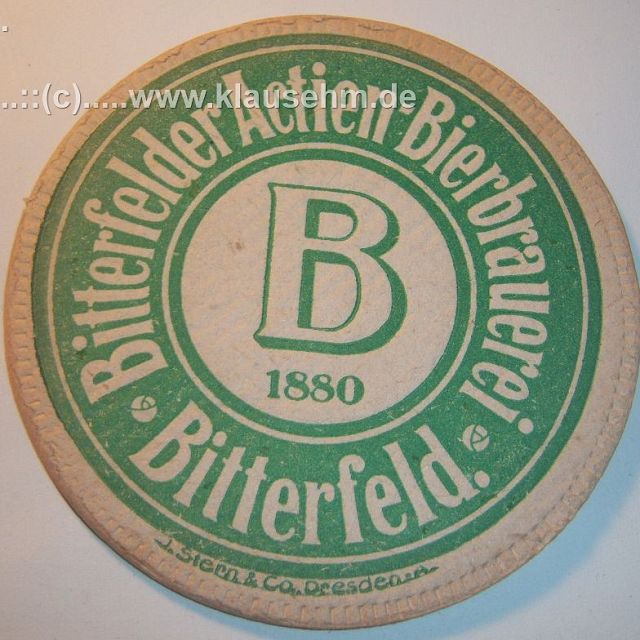 ..::(c).....www.klausehm.de
Bitterfelder Actien-Bierbrauerei
B
1880
Bitterfeld.
J. Stern & Co, Dresden-A.